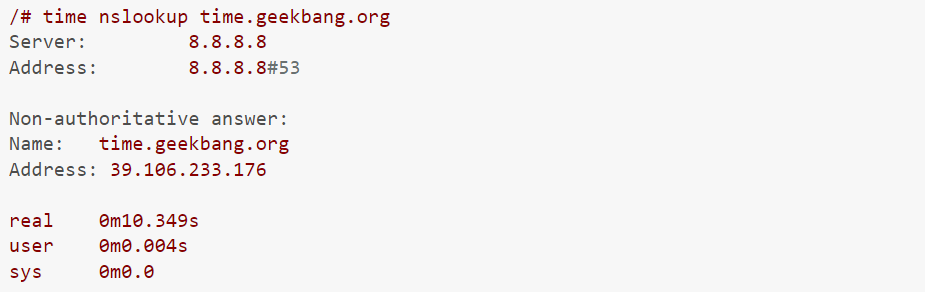 /# time nslookup time.geekbang.org
Server:         8.8.8.8
Address:        8.8.8.8#53
Non-authoritative answer:
Name:   time.geekbang.org
Address: 39.106.233.176
real    0m10.349s
user    0m0.004s
sys     0m0.0